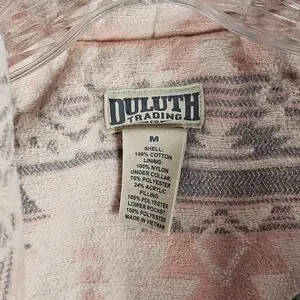 DULUTH
TRADING
CO
M
SHELL:
100% COTTON
LINING:
100% NYLON
UNDER COLLAR:
76% POLYESTER
24% ACRYLIC
FILLING:
100% POLYESTER
LOWER POCKET:
100% POLYESTER
MADE IN VIETNAM